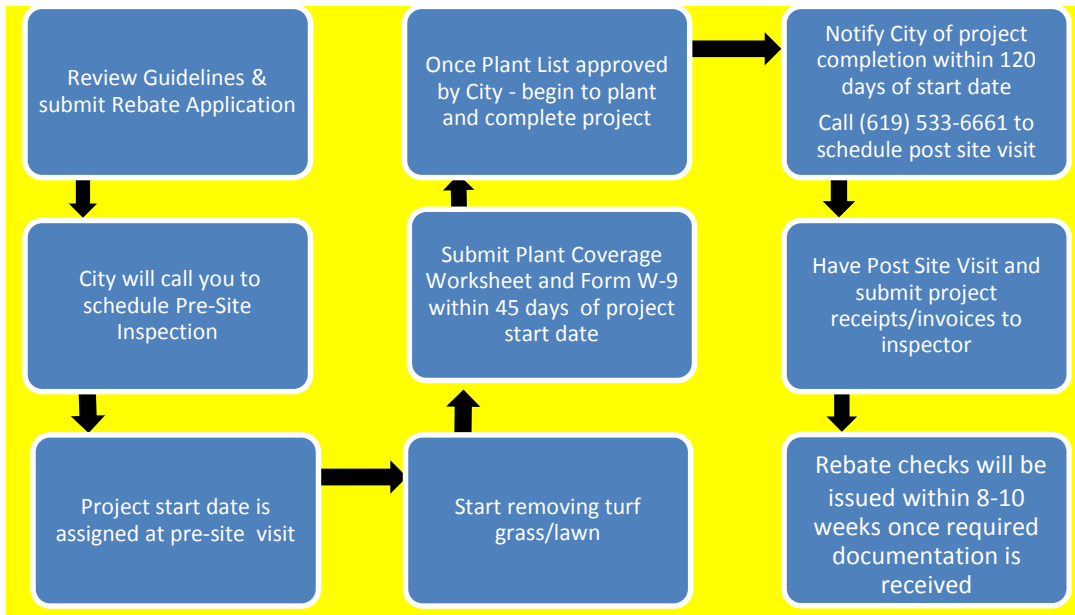 Review Guidelines &
submit Rebate Application
City will call you to
schedule Pre-Site
Inspection
Project start date is
assigned at pre-site visit
Start removing turf
grass/lawn
Submit Plant Coverage
Worksheet and Form W-9
within 45 days of project
start date
Once Plant List approved
by City - begin to plant
and complete project
Notify City of project
completion within 120
days of start date
Call (619) 533-6661 to
schedule post site visit
Have Post Site Visit and
submit project
receipts/invoices to
inspector
Rebate checks will be
issued within 8-10
weeks once required
documentation is
received